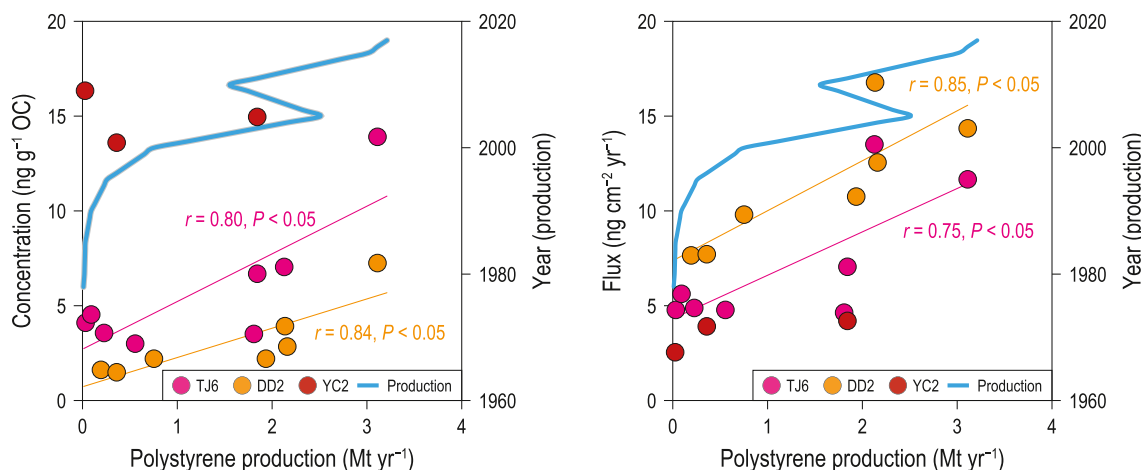 20
15
10
5
0
Concentration (ng g⁻¹ OC)
2020
2000
1980
1960
Year (production)
r = 0.80, P < 0.05
r = 0.84, P < 0.05
TJ6 DD2 YC2 Production
0 1 2 3 4
Polystyrene production (Mt yr⁻¹)
20
15
10
5
0
Flux (ng cm⁻² yr⁻¹)
2020
2000
1980
1960
Year (production)
r = 0.85, P < 0.05
r = 0.75, P < 0.05
TJ6 DD2 YC2 Production
0 1 2 3 4
Polystyrene production (Mt yr⁻¹)